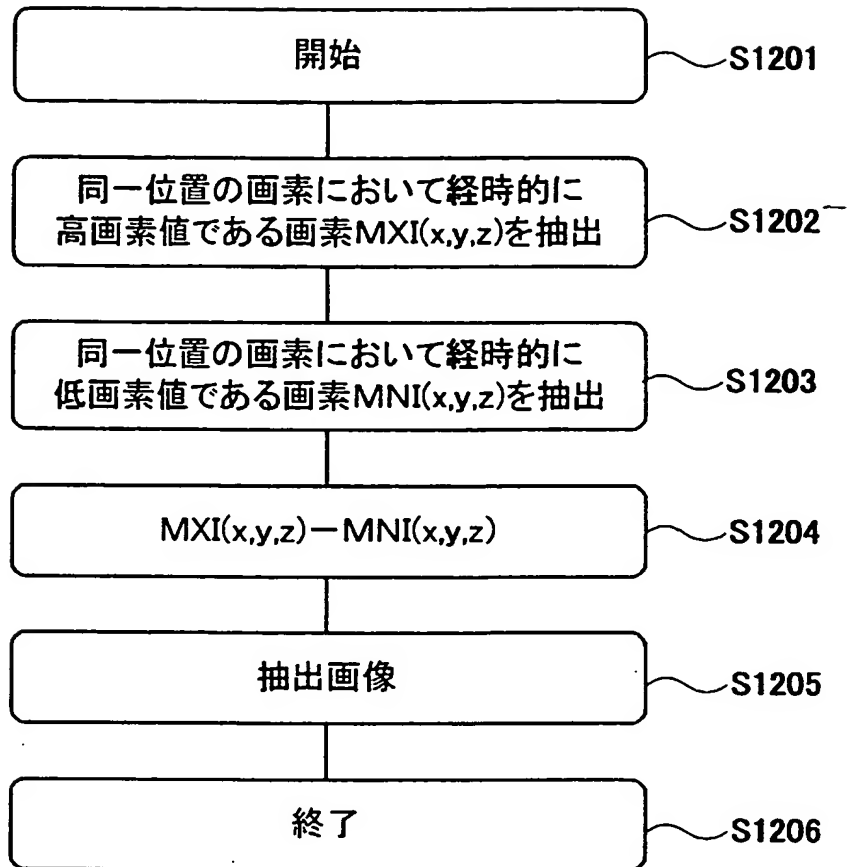 開始
S1201
同一位置の画素において経時的に
高画素値である画素MXI(x,y,z)を抽出
S1202
同一位置の画素において経時的に
低画素値である画素MNI(x,y,z)を抽出
S1203
MXI(x,y,z)－MNI(x,y,z)
S1204
抽出画像
S1205
終了
S1206